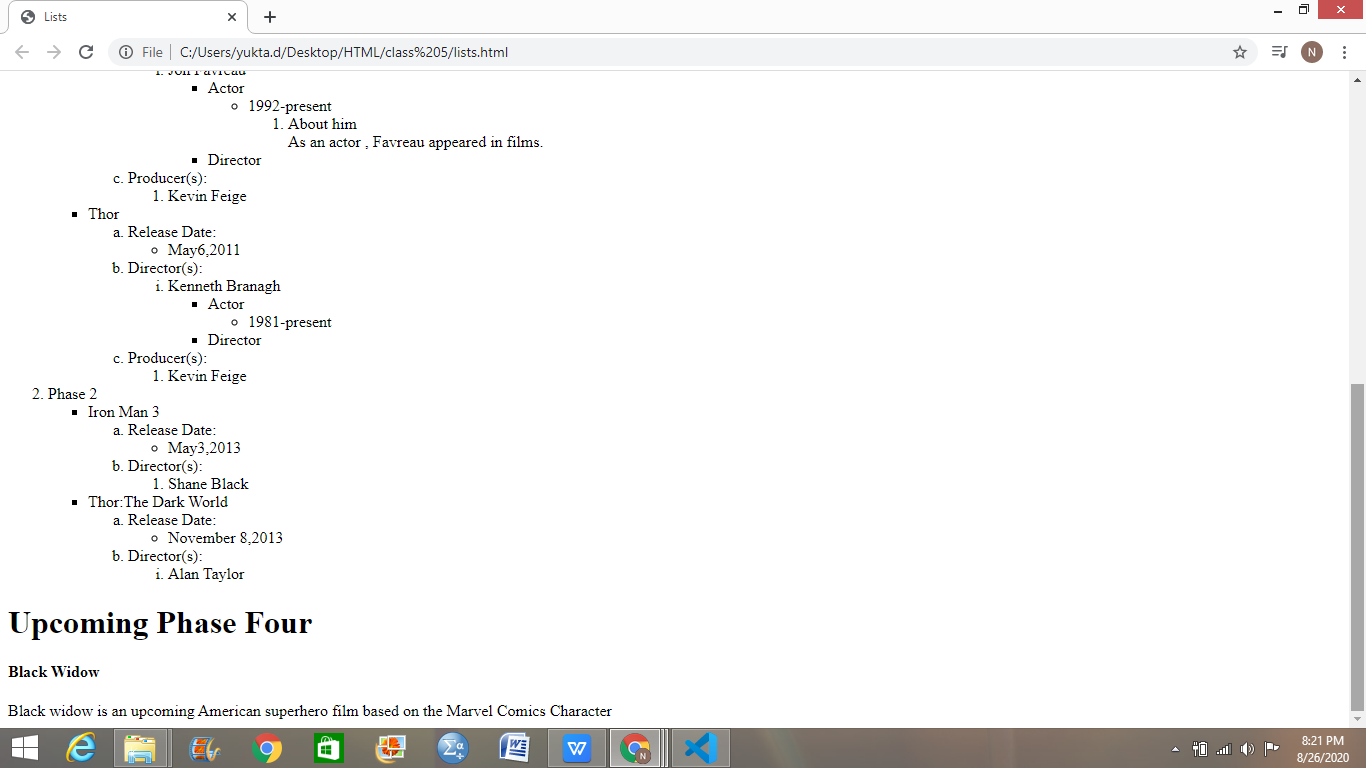 Lists
File
C:/Users/yukta.d/Desktop/HTML/class%205/lists.html
N
i. Jon Favreau
Actor
1992-present
1. About him
As an actor , Favreau appeared in films.
Director
c. Producer(s):
1. Kevin Feige
Thor
a. Release Date:
May6,2011
b. Director(s):
i. Kenneth Branagh
Actor
1981-present
Director
c. Producer(s):
1. Kevin Feige
2. Phase 2
Iron Man 3
a. Release Date:
May3,2013
b. Director(s):
1. Shane Black
Thor:The Dark World
a. Release Date:
November 8,2013
b. Director(s):
i. Alan Taylor
Upcoming Phase Four
Black Widow
Black widow is an upcoming American superhero film based on the Marvel Comics Character
8:21 PM
8/26/2020